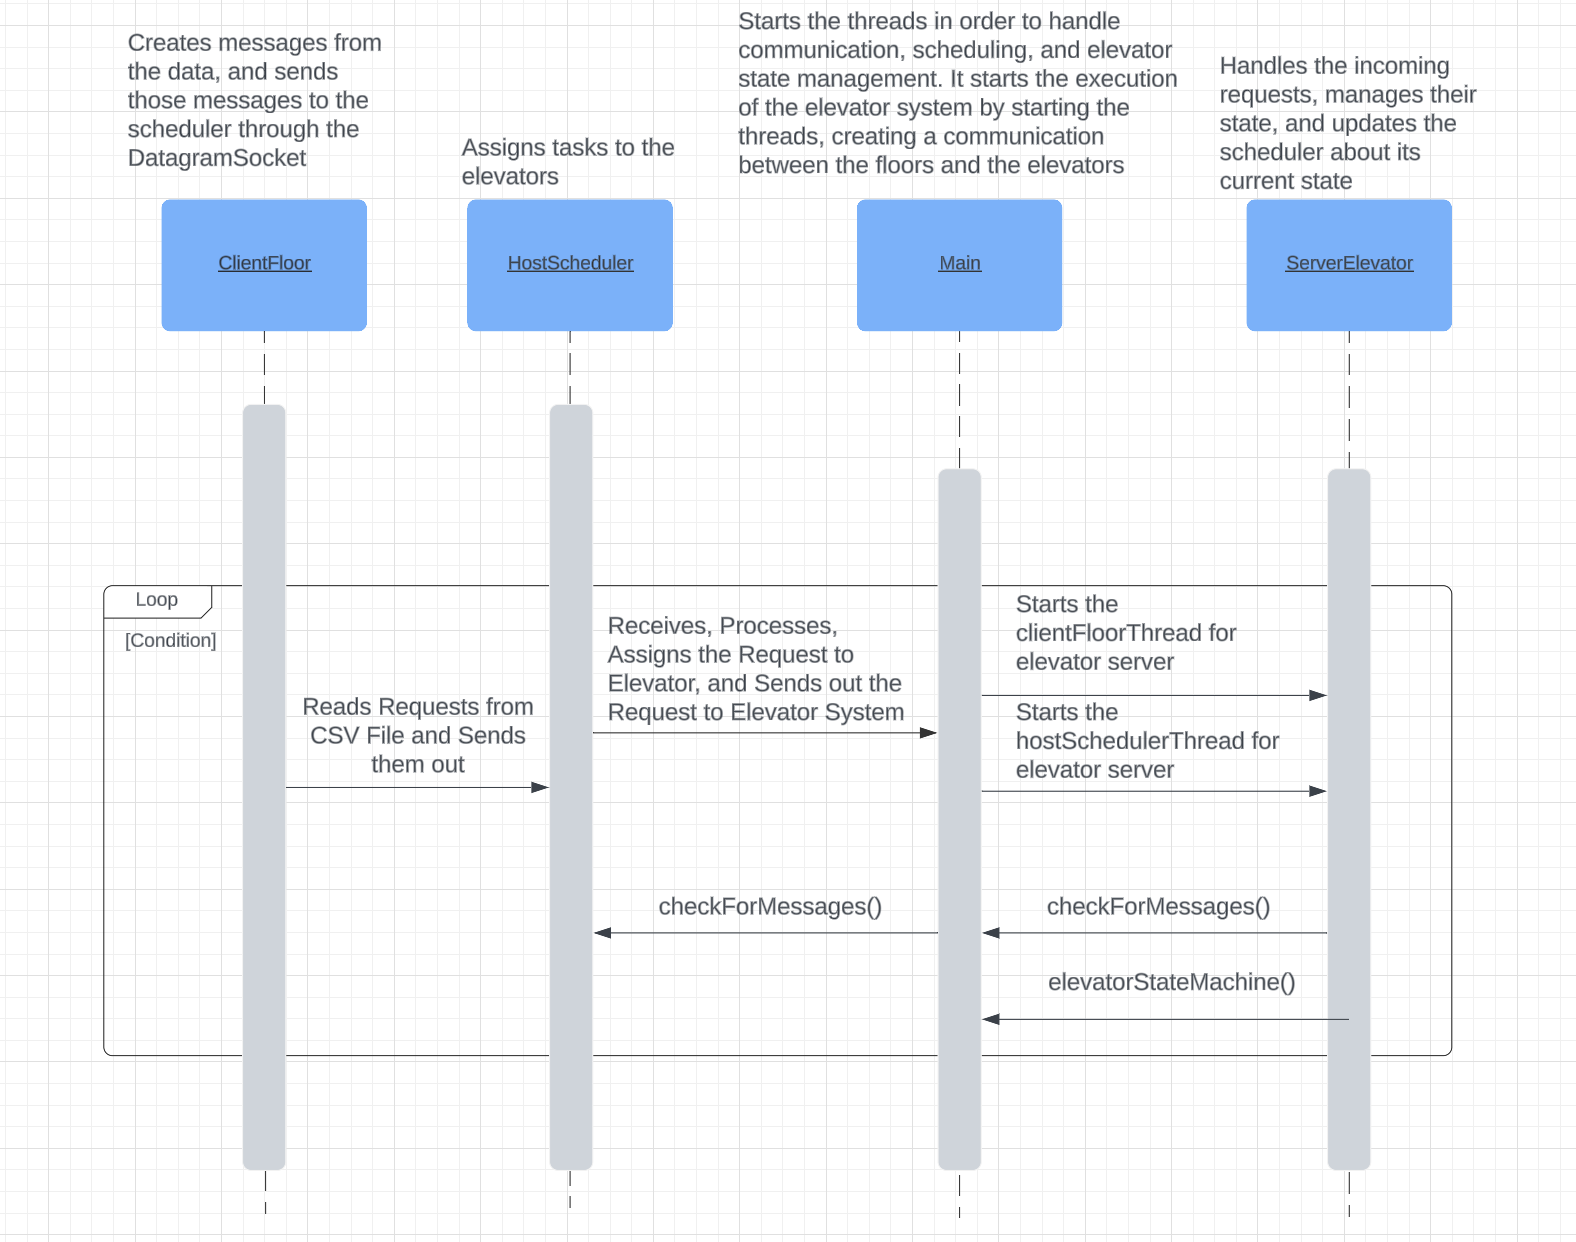 Creates messages from
the data, and sends
those messages to the
scheduler through the
DatagramSocket
Assigns tasks to the
elevators
Starts the threads in order to handle
communication, scheduling, and elevator
state management. It starts the execution
of the elevator system by starting the
threads, creating a communication
between the floors and the elevators
Handles the incoming
requests, manages their
state, and updates the
scheduler about its
current state
ClientFloor
HostScheduler
Main
ServerElevator
Loop
[Condition]
Reads Requests from
CSV File and Sends
them out
Receives, Processes,
Assigns the Request to
Elevator, and Sends out the
Request to Elevator System
Starts the
clientFloorThread for
elevator server
Starts the
hostSchedulerThread for
elevator server
checkForMessages()
checkForMessages()
elevatorStateMachine()